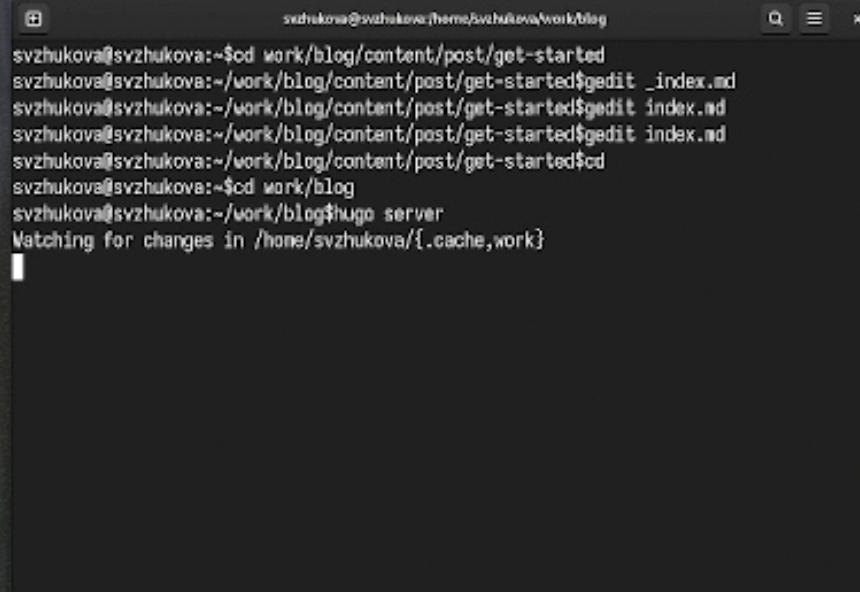 svzhukova@svzhukova:/home/svzhukova/work/blog
svzhukova@svzhukova:~$cd work/blog/content/post/get-started
svzhukova@svzhukova:~/work/blog/content/post/get-started$gedit _index.md
svzhukova@svzhukova:~/work/blog/content/post/get-started$gedit index.md
svzhukova@svzhukova:~/work/blog/content/post/get-started$gedit index.md
svzhukova@svzhukova:~/work/blog/content/post/get-started$cd
svzhukova@svzhukova:~$cd work/blog
svzhukova@svzhukova:~/work/blog$hugo server
Watching for changes in /home/svzhukova/{.cache,work}